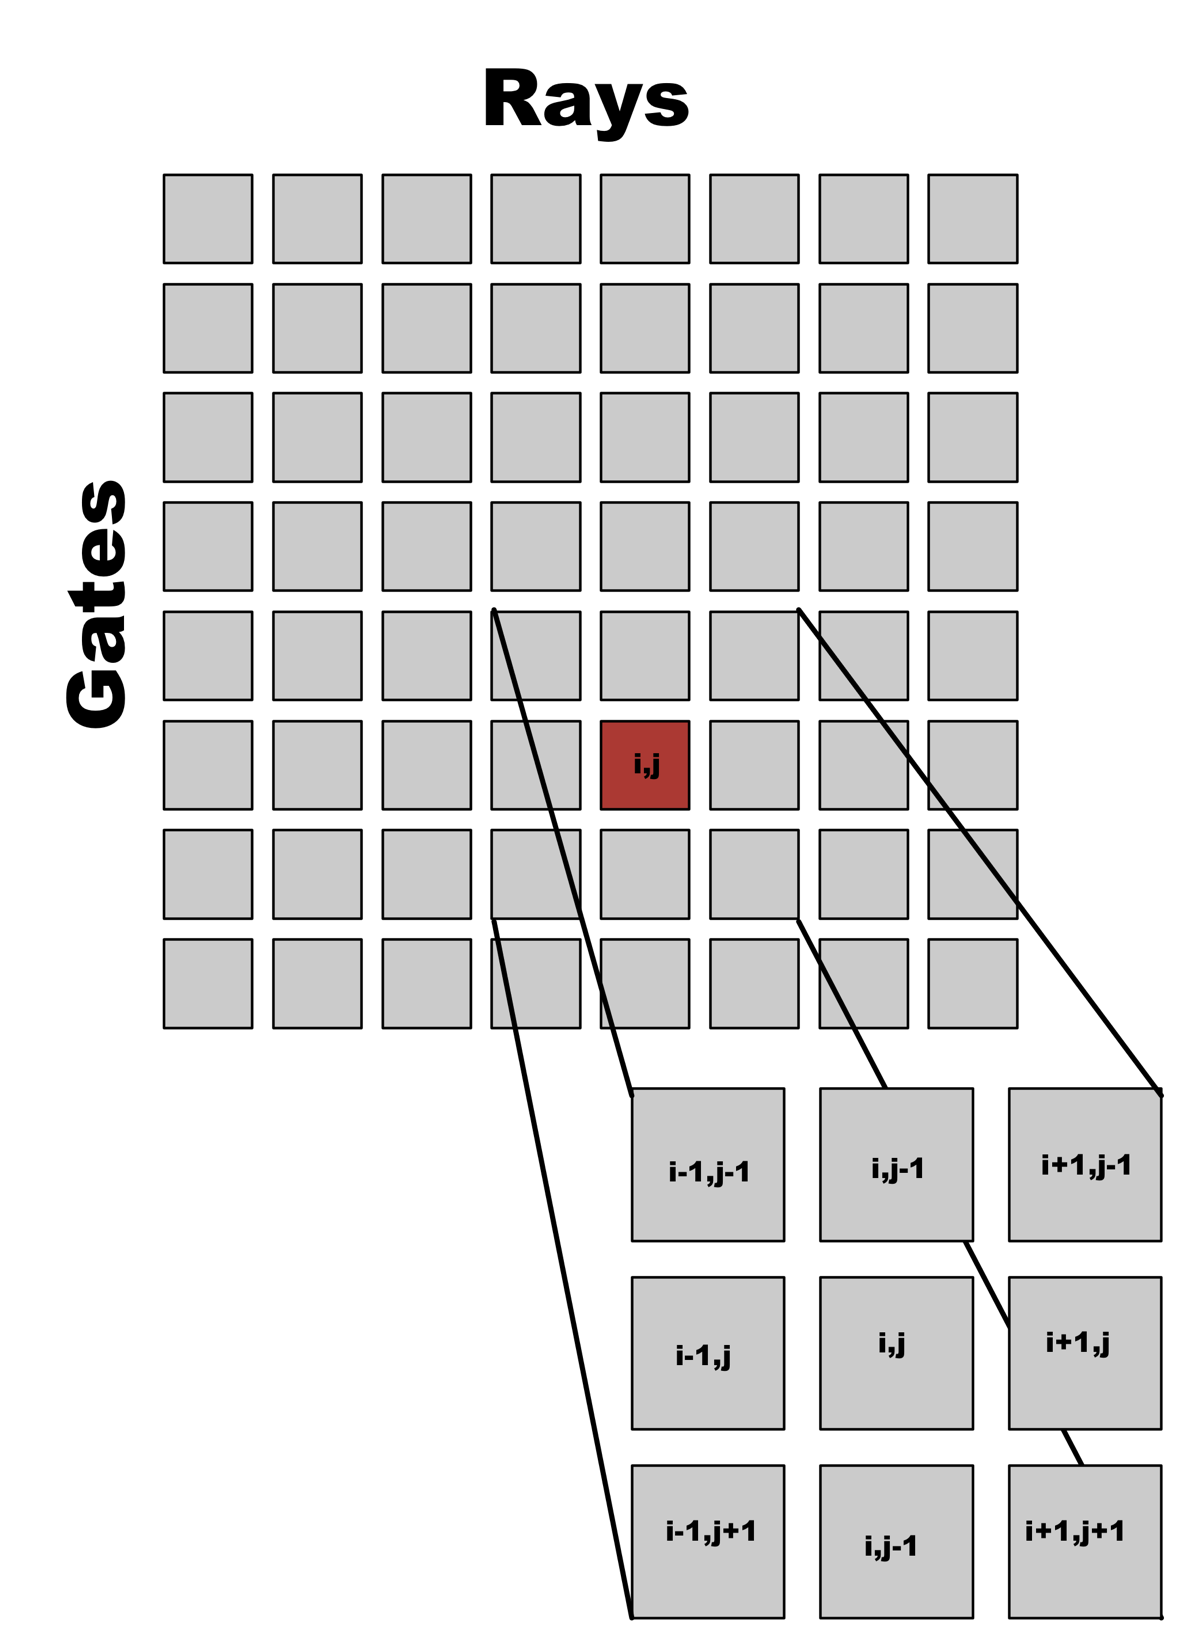 Rays
Gates
i,j
i-1,j-1
i,j-1
i+1,j-1
i-1,j
i,j
i+1,j
i-1,j+1
i,j-1
i+1,j+1